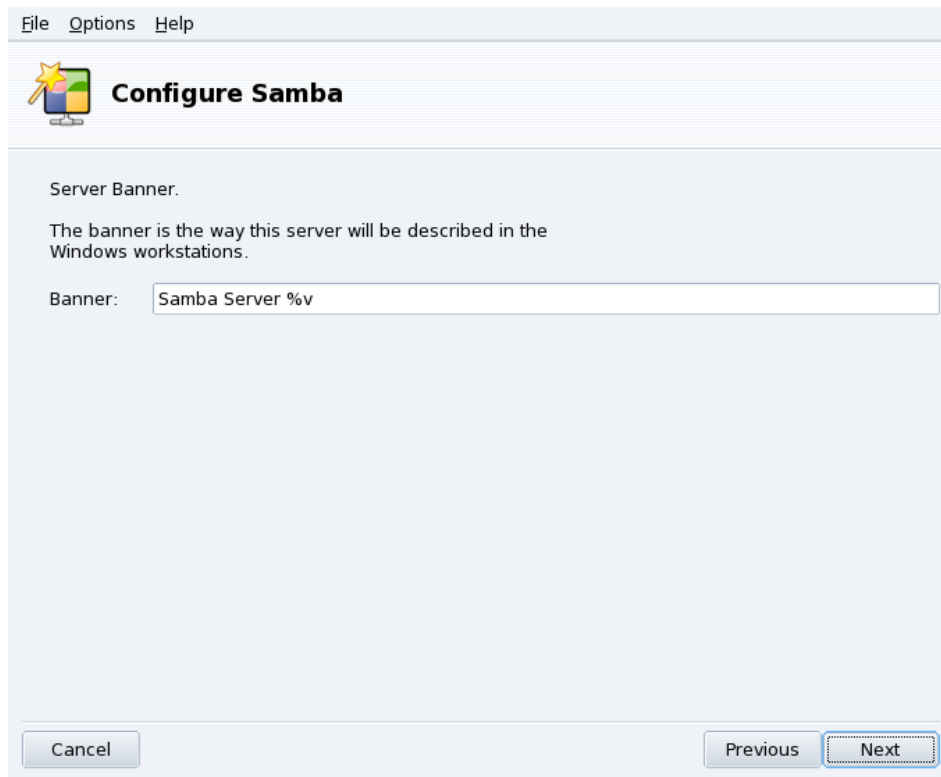 File Options Help
Configure Samba
Server Banner.
The banner is the way this server will be described in the
Windows workstations.
Banner: Samba Server %v
Cancel Previous Next